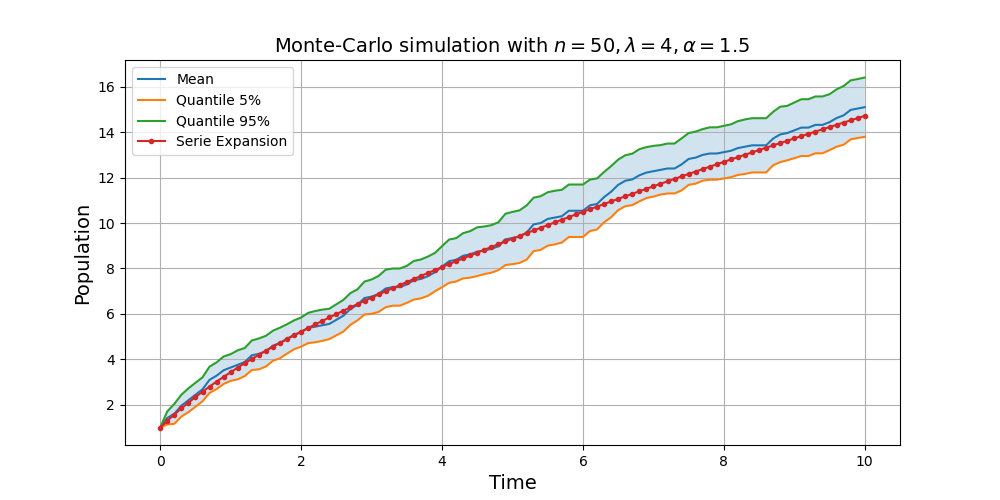 Monte-Carlo simulation with n = 50, λ = 4, α = 1.5
Mean
Quantile 5%
Quantile 95%
Serie Expansion
16
14
12
10
8
6
4
2
Population
0 2 4 6 8 10
Time